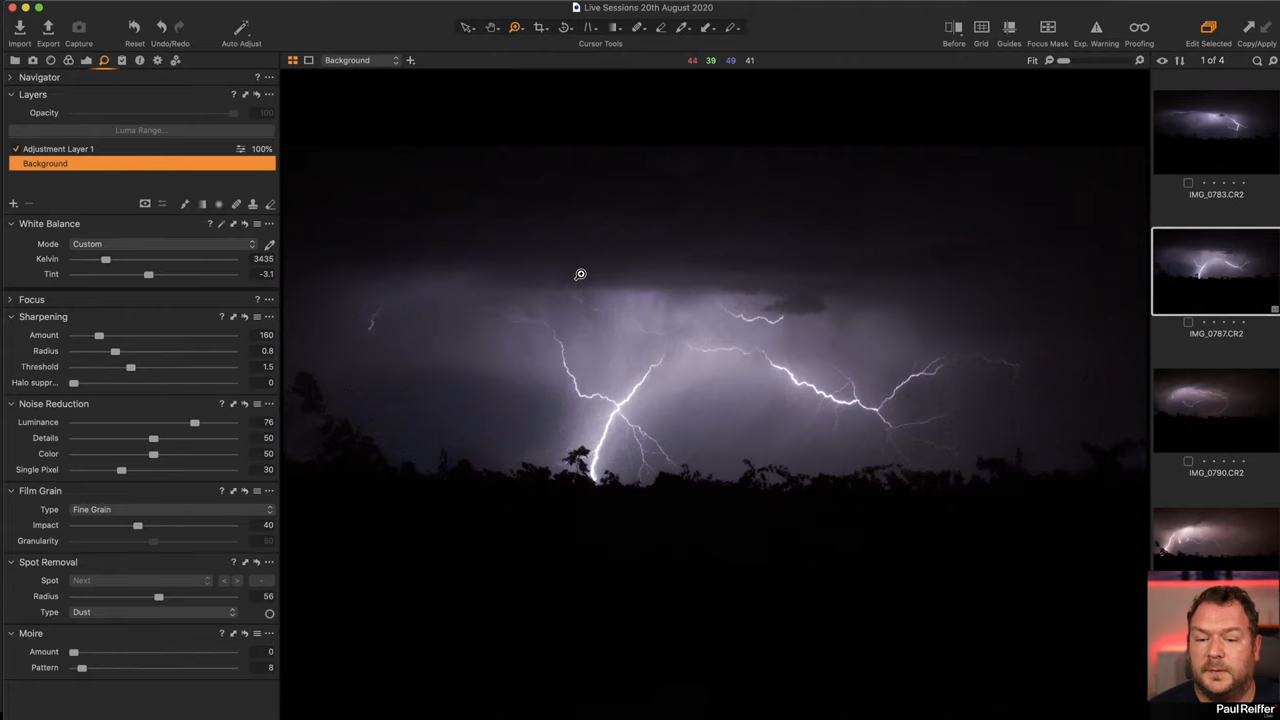 Live Sessions 20th August 2020
Import Export Capture Reset Undo/Redo Auto Adjust Cursor Tools Before Grid Guides Focus Mask Exp. Warning Proofing Edit Selected Copy/Apply
Background 44 39 49 41 Fit 1 of 4
Navigator ? ...
Layers ? ...
Opacity 100
Luma Range...
Adjustment Layer 1 100%
Background
White Balance ? ...
Mode Custom
Kelvin 3435
Tint -3.1
Focus ? ...
Sharpening ? ...
Amount 160
Radius 0.8
Threshold 1.5
Halo suppr... 0
Noise Reduction ? ...
Luminance 76
Details 50
Color 50
Single Pixel 30
Film Grain ? ...
Type Fine Grain
Impact 40
Granularity 50
Spot Removal ? ...
Spot Next < > -
Radius 56
Type Dust
Moire ? ...
Amount 0
Pattern 8
IMG_0783.CR2
IMG_0787.CR2
IMG_0790.CR2
PaulReiffer
Live